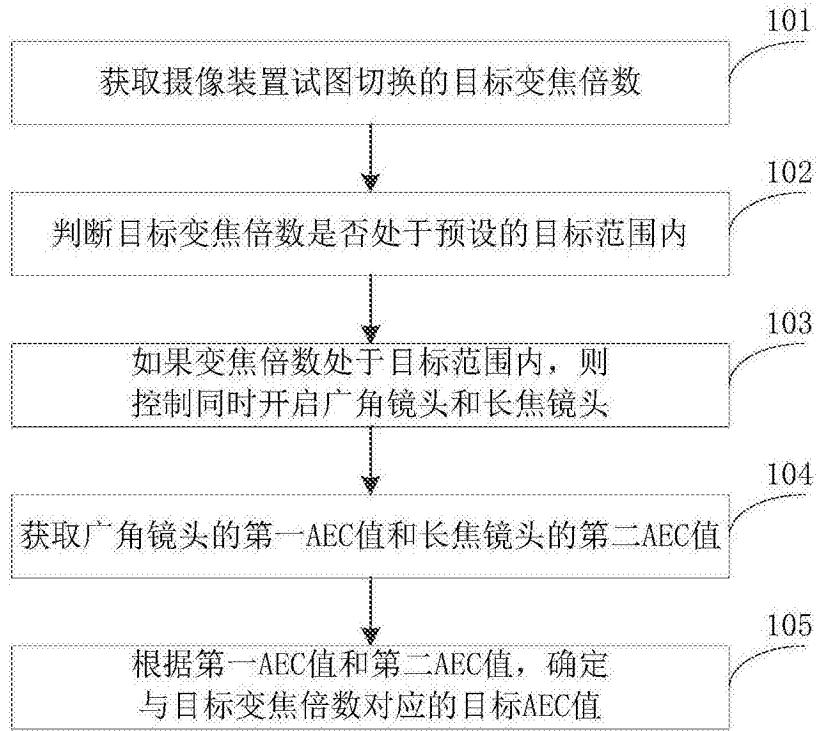 101
获取摄像装置试图切换的目标变焦倍数
102
判断目标变焦倍数是否处于预设的目标范围内
103
如果变焦倍数处于目标范围内，则
控制同时开启广角镜头和长焦镜头
104
获取广角镜头的第一AEC值和长焦镜头的第二AEC值
105
根据第一AEC值和第二AEC值，确定
与目标变焦倍数对应的目标AEC值